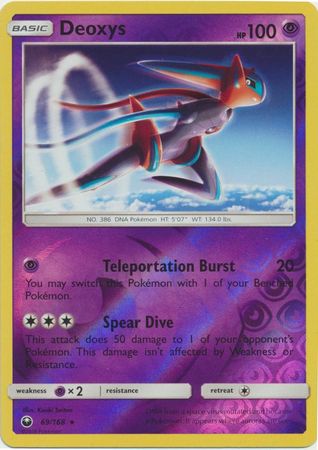 BASIC Deoxys HP 100
NO. 386 DNA Pokémon HT: 5'07" WT: 134.0 lbs.
Teleportation Burst 20
You may switch this Pokémon with 1 of your Benched
Pokémon.
Spear Dive
This attack does 50 damage to 1 of your opponent's
Pokémon. This damage isn't affected by Weakness or
Resistance.
weakness ×2 resistance retreat
69/168 ★